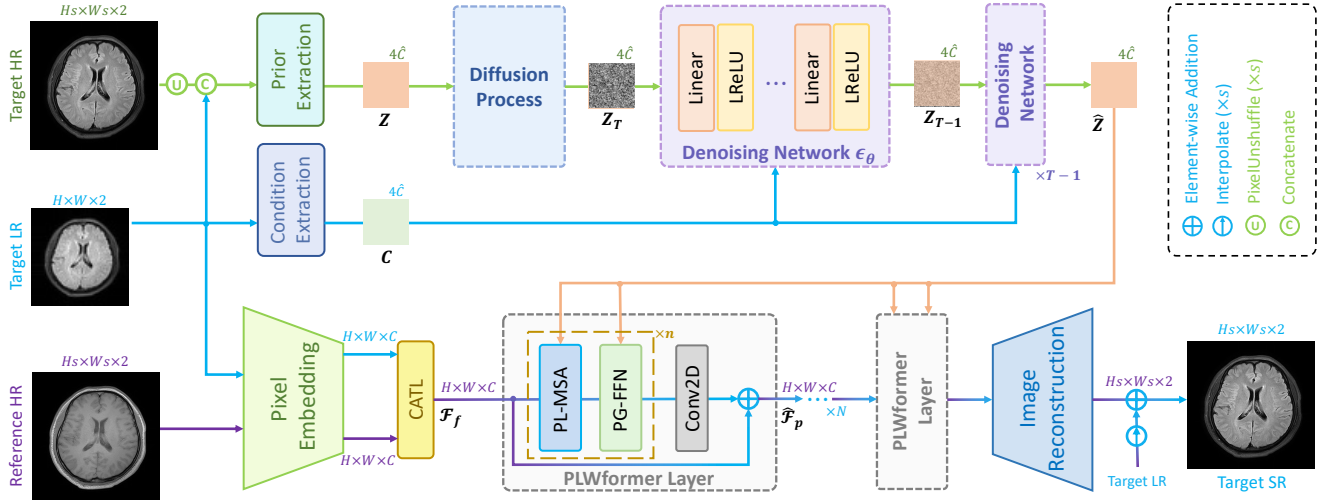 Hs×Ws×2
Target HR
U
C
Prior
Extraction
4Ĉ
Z
Diffusion
Process
4Ĉ
Z_T
Linear
LReLU
...
Linear
LReLU
Denoising Network ϵ_θ
4Ĉ
Z_{T-1}
Denoising
Network
×T−1
4Ĉ
Ẑ
Element-wise Addition
Interpolate (×s)
U
PixelUnshuffle (×s)
C
Concatenate
H×W×2
Target LR
Condition
Extraction
4Ĉ
C
Hs×Ws×2
Reference HR
Pixel
Embedding
H×W×C
H×W×C
CATL
H×W×C
ℱ_f
PL-MSA
PG-FFN
×n
Conv2D
PLWformer Layer
H×W×C
ℱ̂_p
...
×N
PLWformer
Layer
Image
Reconstruction
Hs×Ws×2
Target LR
Hs×Ws×2
Target SR